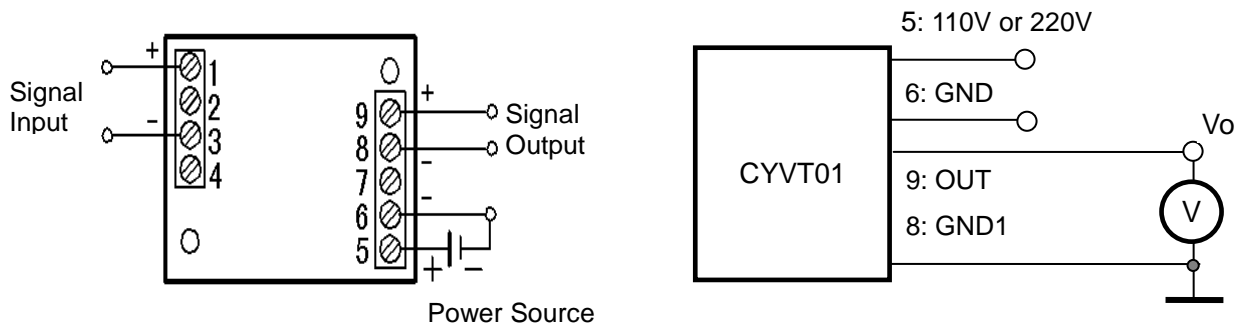 +
1
2
3
4
-
Signal
Input
9
8
7
6
5
+
-
-
+
-
Signal
Output
Power Source
CYVT01
5: 110V or 220V
6: GND
9: OUT
8: GND1
Vo
V